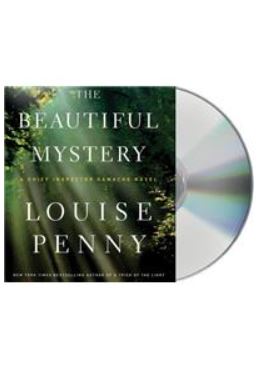 THE
BEAUTIFUL
MYSTERY
A CHIEF INSPECTOR GAMACHE NOVEL
LOUISE
PENNY
NEW YORK TIMES BESTSELLING AUTHOR OF A TRICK OF THE LIGHT